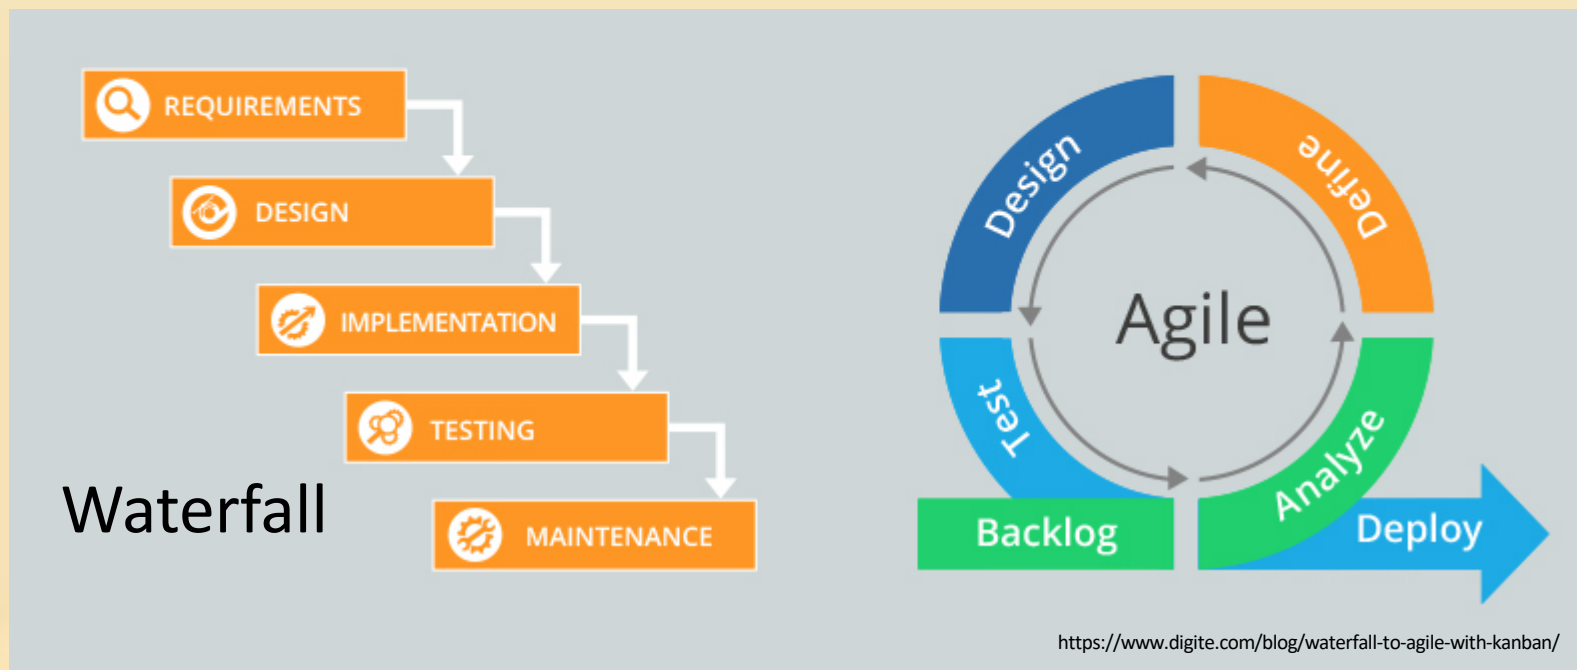 REQUIREMENTS
DESIGN
IMPLEMENTATION
TESTING
MAINTENANCE
Waterfall
Design
Define
Agile
Test
Analyze
Backlog
Deploy
https://www.digite.com/blog/waterfall-to-agile-with-kanban/